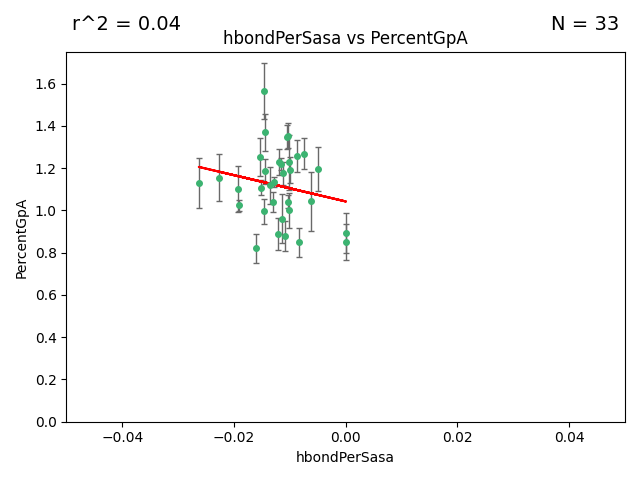 r^2 = 0.04
N = 33
hbondPerSasa vs PercentGpA
1.6
1.4
1.2
1.0
0.8
0.6
0.4
0.2
0.0
PercentGpA
−0.04
−0.02
0.00
0.02
0.04
hbondPerSasa